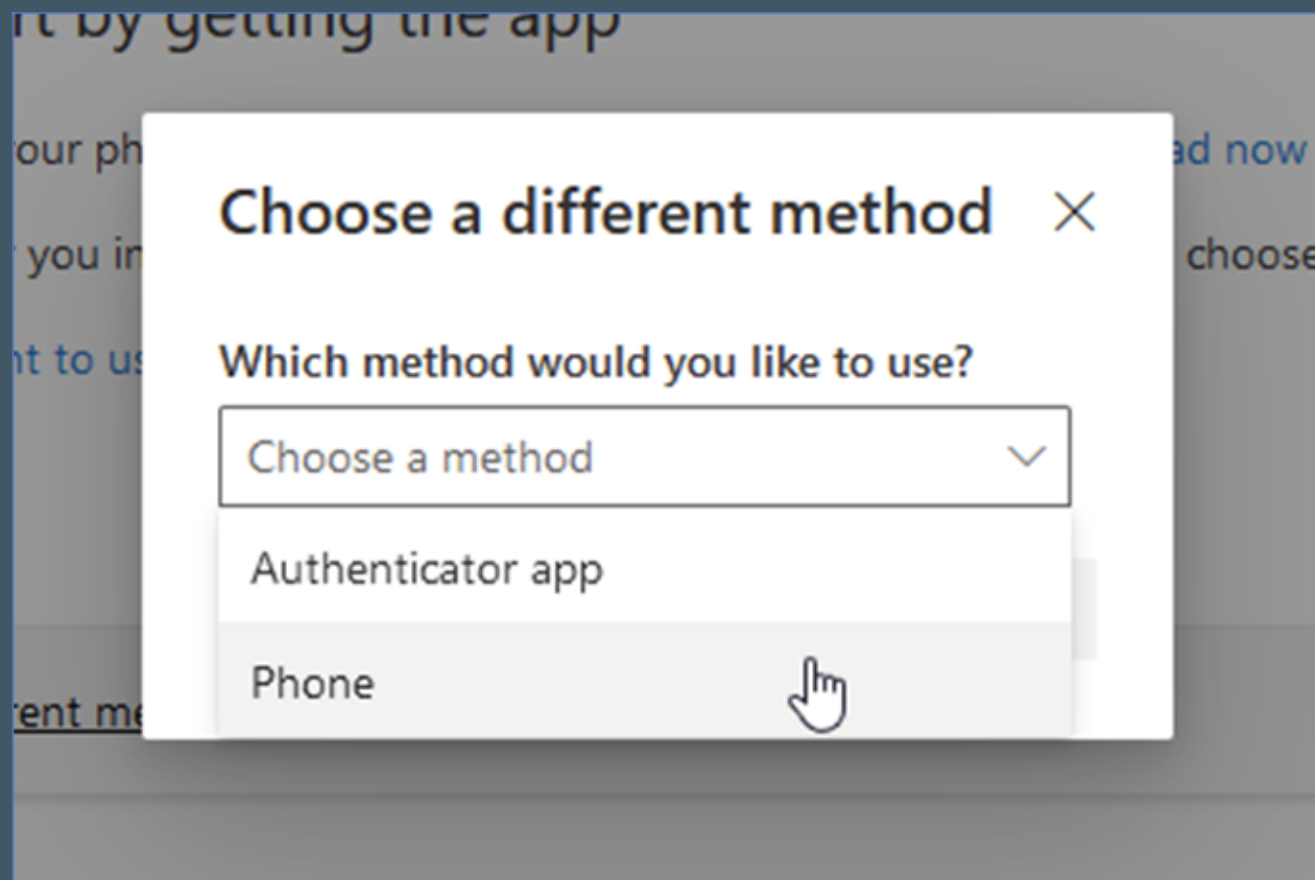 rt by getting the app
our ph
ad now
you in
choose
nt to us
Choose a different method
Which method would you like to use?
Choose a method
Authenticator app
Phone
rent me